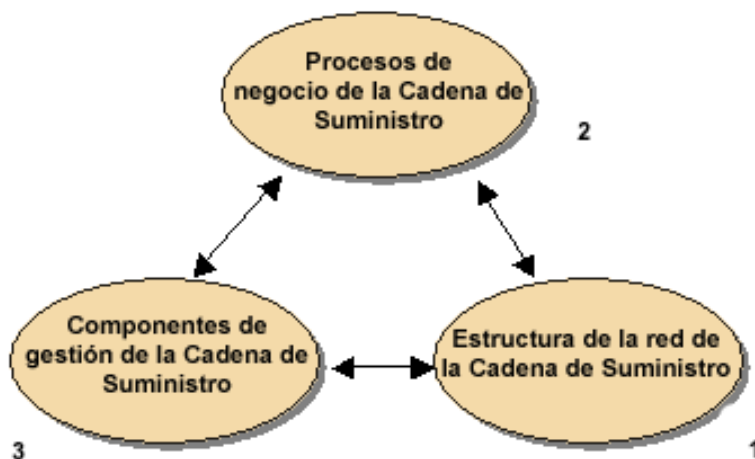 Procesos de
negocio de la Cadena de
Suministro
2
Componentes de
gestión de la Cadena de
Suministro
3
Estructura de la red de
la Cadena de Suministro
1